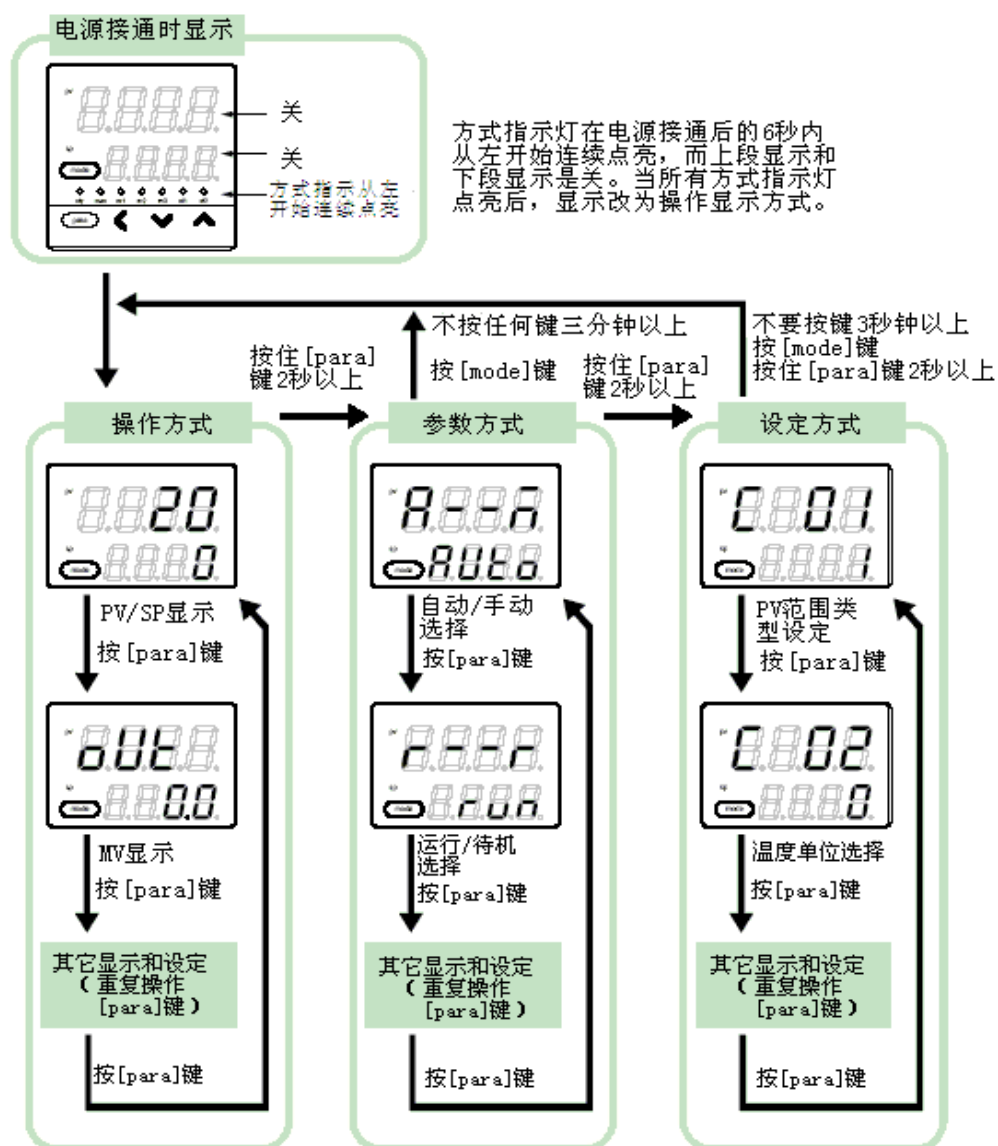 电源接通时显示
关
关
方式指示从左
开始连续点亮
mode
para
方式指示灯在电源接通后的6秒内
从左开始连续点亮，而上段显示和
下段显示是关。当所有方式指示灯
点亮后，显示改为操作显示方式。
按住[para]
键2秒以上
不按任何键三分钟以上
按[mode]键
按住[para]
键2秒以上
不要按键3秒钟以上
按[mode]键
按住[para]键2秒以上
操作方式
20
mode
0
PV/SP显示
按[para]键
oUt
mode
0.0
MV显示
按[para]键
其它显示和设定
(重复操作
[para]键)
按[para]键
参数方式
A--n
mode
AUto
自动/手动
选择
按[para]键
r--r
mode
run
运行/待机
选择
按[para]键
其它显示和设定
(重复操作
[para]键)
按[para]键
设定方式
C 01
mode
1
PV范围类
型设定
按[para]键
C 02
mode
0
温度单位选择
按[para]键
其它显示和设定
(重复操作
[para]键)
按[para]键